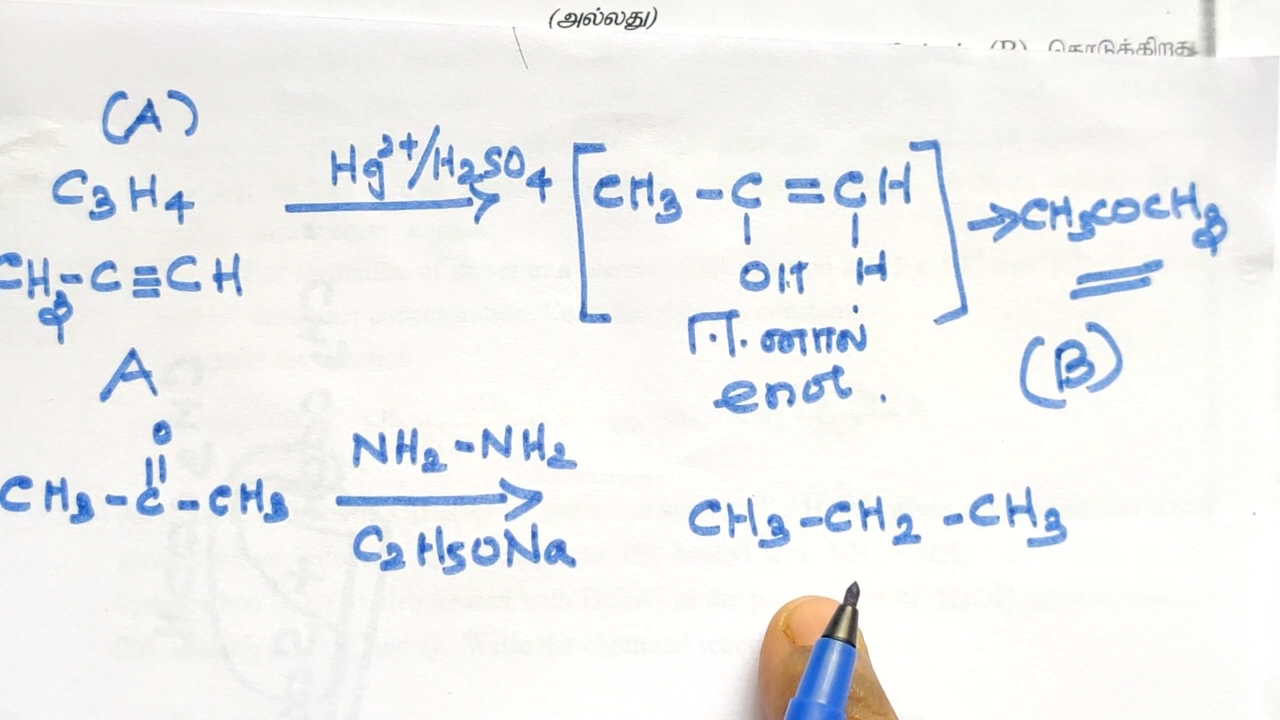 (அல்லது)
(B) கொடுக்கிறது
(A)
C₃H₄ Hg²⁺/H₂SO₄ [CH₃-C=CH →CH₃COCH₃
CH₃-C≡CH OH H]
A enol. (B)
O
CH₃-C-CH₃ NH₂-NH₂ CH₃-CH₂-CH₃
C₂H₅ONa